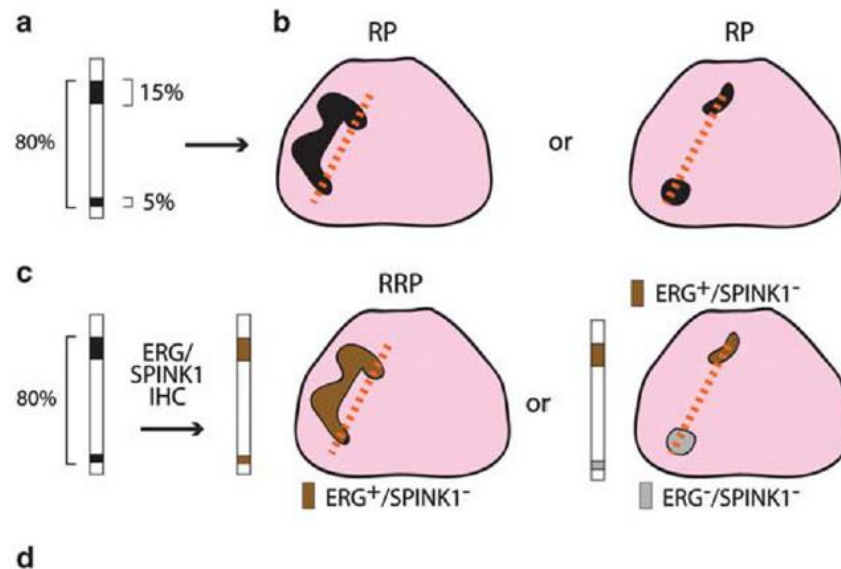 a
b
RP
RP
15%
80%
or
5%
c
RRP
ERG⁺/SPINK1⁻
ERG/
SPINK1
IHC
80%
or
ERG⁺/SPINK1⁻
ERG⁻/SPINK1⁻
d